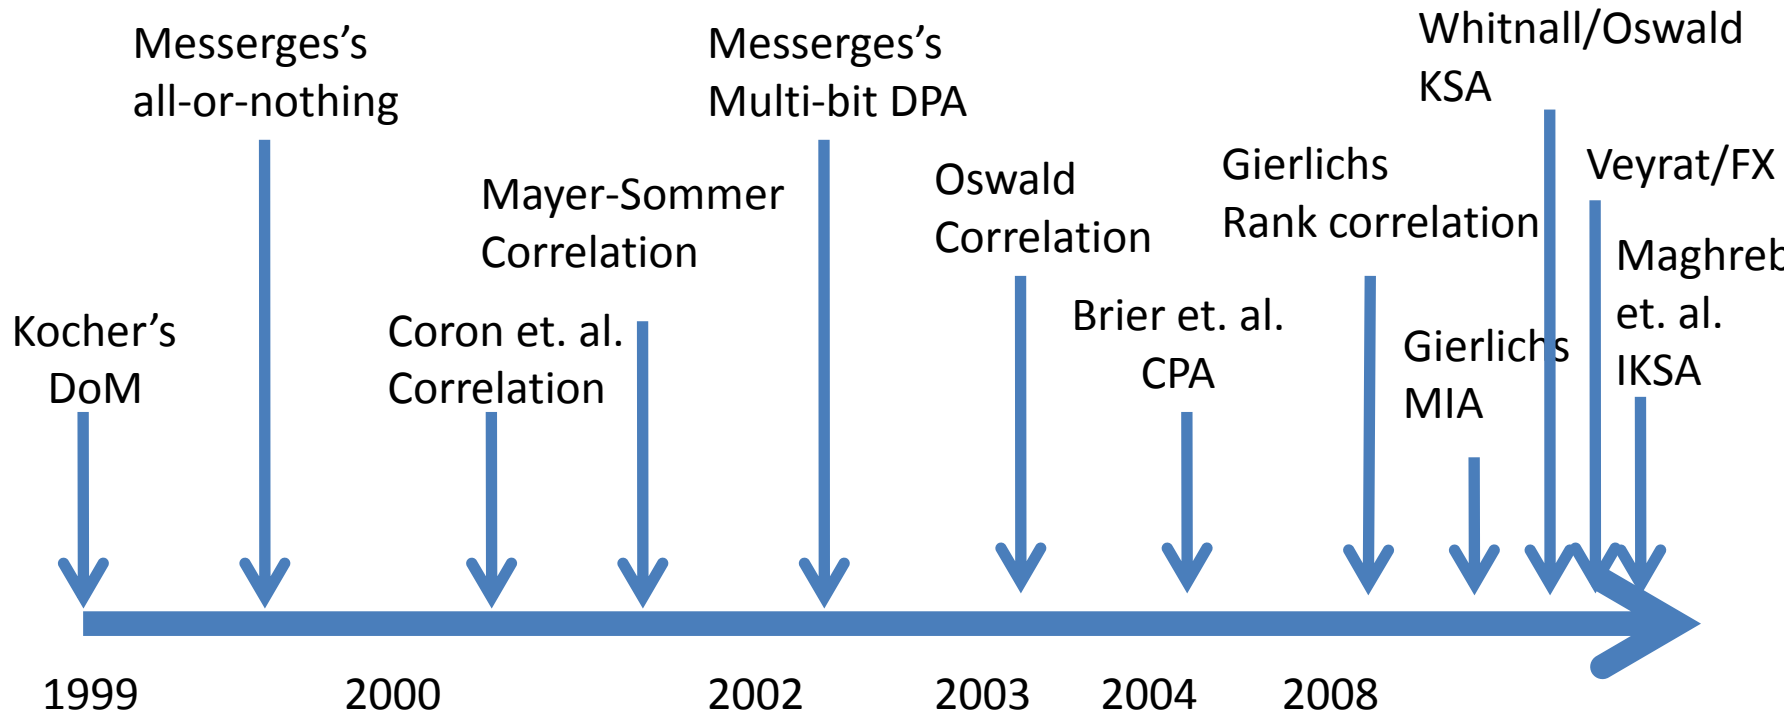 Messerges’s
all-or-nothing
Messerges’s
Multi-bit DPA
Whitnall/Oswald
KSA
Mayer-Sommer
Correlation
Oswald
Correlation
Gierlichs
Rank correlation
Veyrat/FX
Kocher’s
DoM
Coron et. al.
Correlation
Brier et. al.
CPA
Gierlichs
MIA
Maghreb
et. al.
IKSA
1999 2000 2002 2003 2004 2008